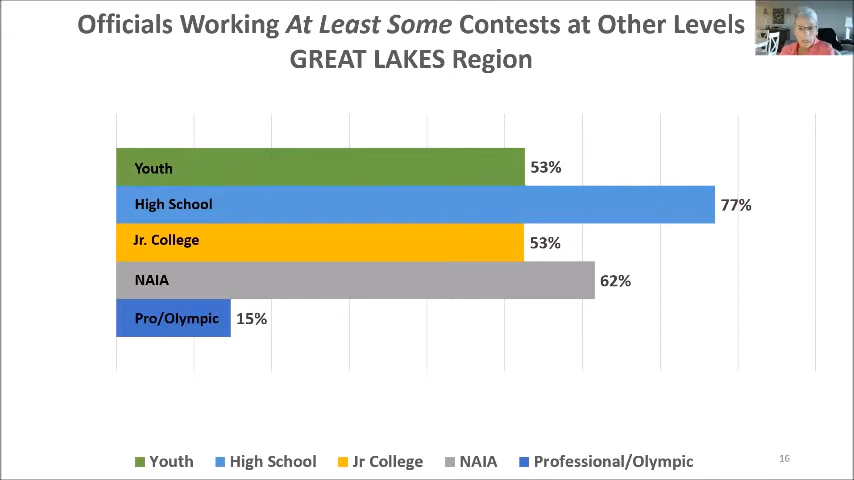 Officials Working At Least Some Contests at Other Levels
GREAT LAKES Region
Youth 53%
High School 77%
Jr. College 53%
NAIA 62%
Pro/Olympic 15%
Youth High School Jr College NAIA Professional/Olympic
16